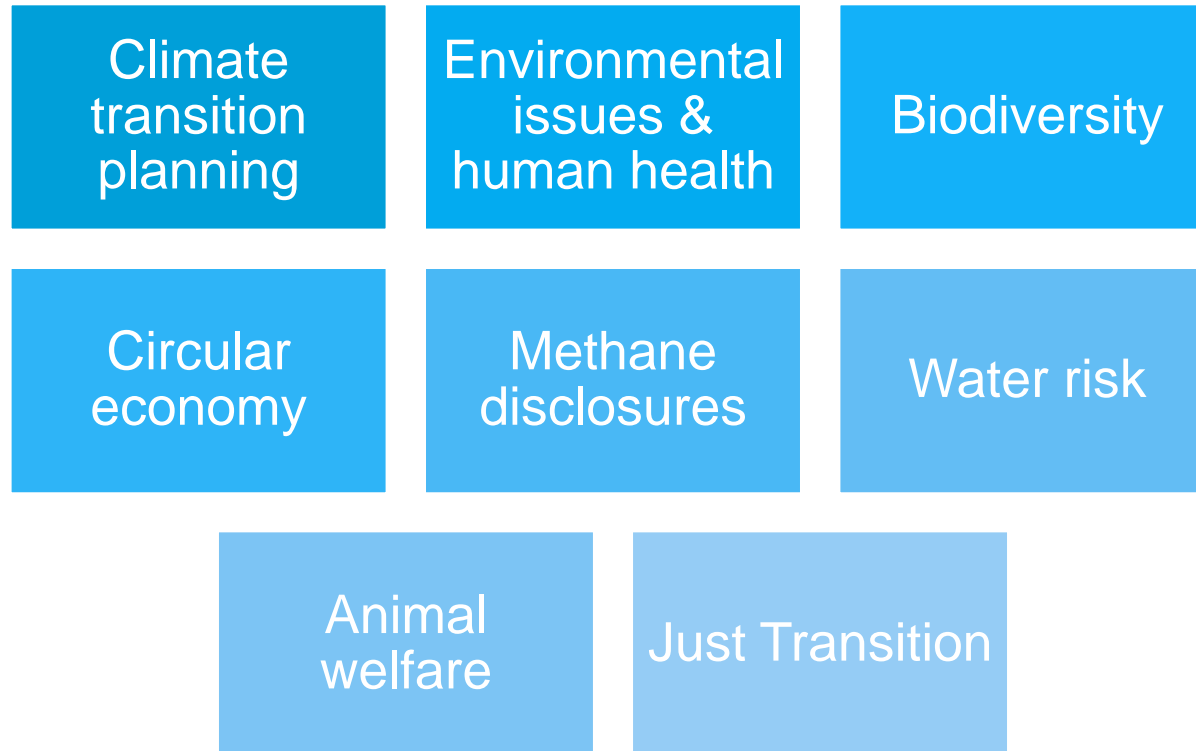 Climate
transition
planning
Environmental
issues &
human health
Biodiversity
Circular
economy
Methane
disclosures
Water risk
Animal
welfare
Just Transition